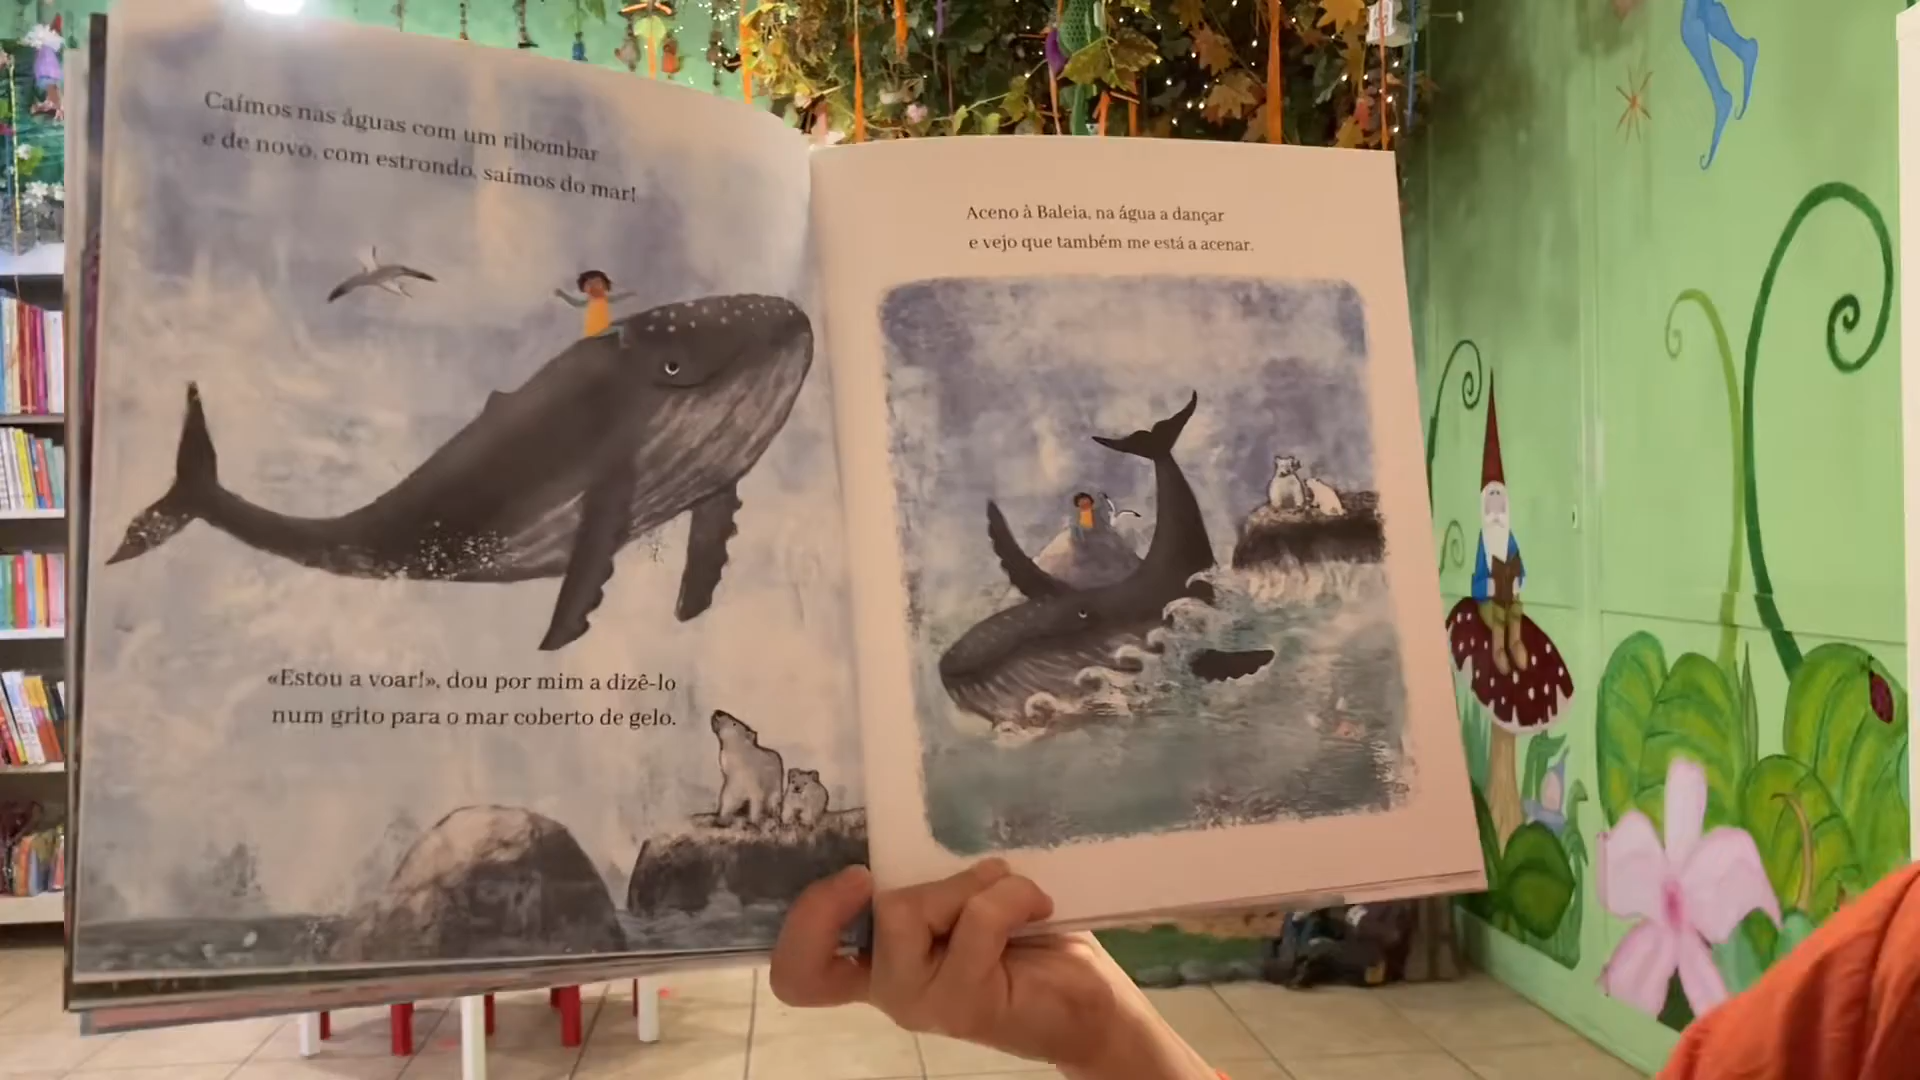 Caímos nas águas com um ribombar
e de novo, com estrondo, saímos do mar!
«Estou a voar!», dou por mim a dizê-lo
num grito para o mar coberto de gelo.
Aceno à Baleia, na água a dançar
e vejo que também me está a acenar.